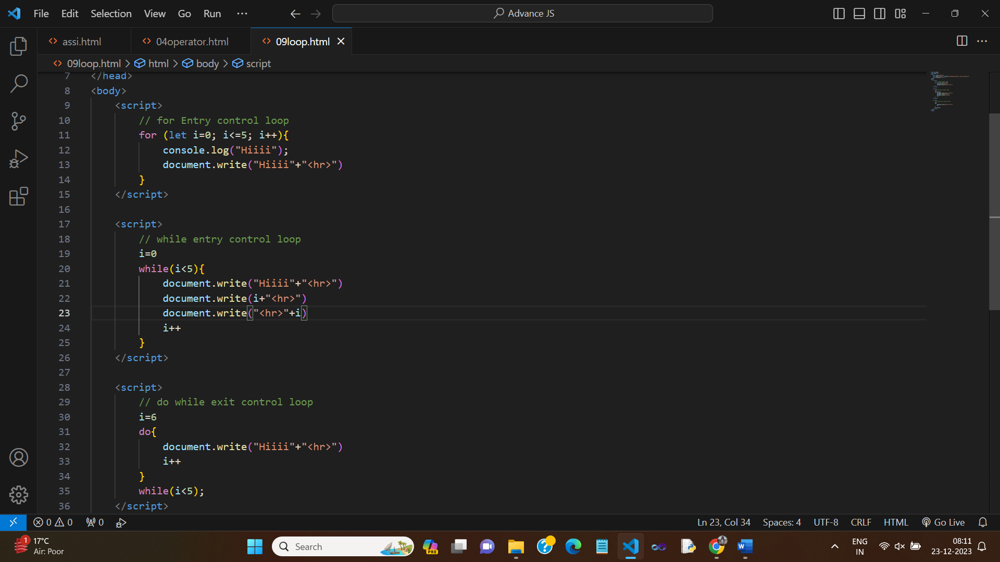 File Edit Selection View Go Run ··· Advance JS
assi.html 04operator.html 09loop.html
09loop.html > html > body > script
7 </head>
8 <body>
9 <script>
10 // for Entry control loop
11 for (let i=0; i<=5; i++){
12 console.log("Hiiii");
13 document.write("Hiiii"+"<hr>")
14 }
15 </script>
16
17 <script>
18 // while entry control loop
19 i=0
20 while(i<5){
21 document.write("Hiiii"+"<hr>")
22 document.write(i+"<hr>")
23 document.write("<hr>"+i)
24 i++
25 }
26 </script>
27
28 <script>
29 // do while exit control loop
30 i=6
31 do{
32 document.write("Hiiii"+"<hr>")
33 i++
34 }
35 while(i<5);
36 </script>
0 0 0 Ln 23, Col 34 Spaces: 4 UTF-8 CRLF HTML Go Live
1 17°C
Air: Poor
Search
PRE
W
ENG
IN
08:11
23-12-2023